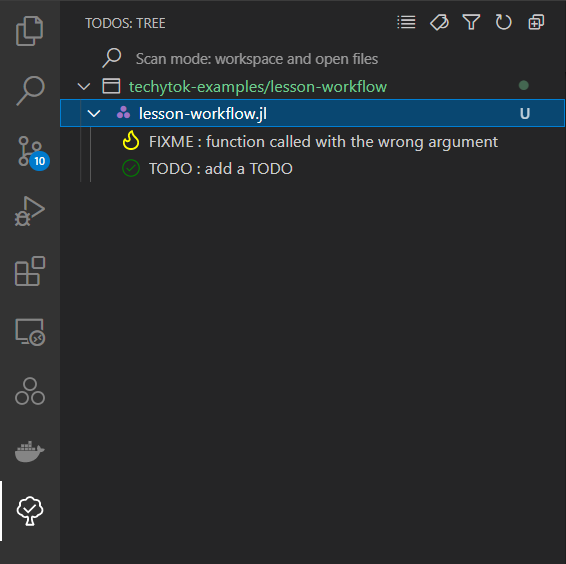 TODOS: TREE
Scan mode: workspace and open files
techytok-examples/lesson-workflow
lesson-workflow.jl U
10
FIXME : function called with the wrong argument
TODO : add a TODO